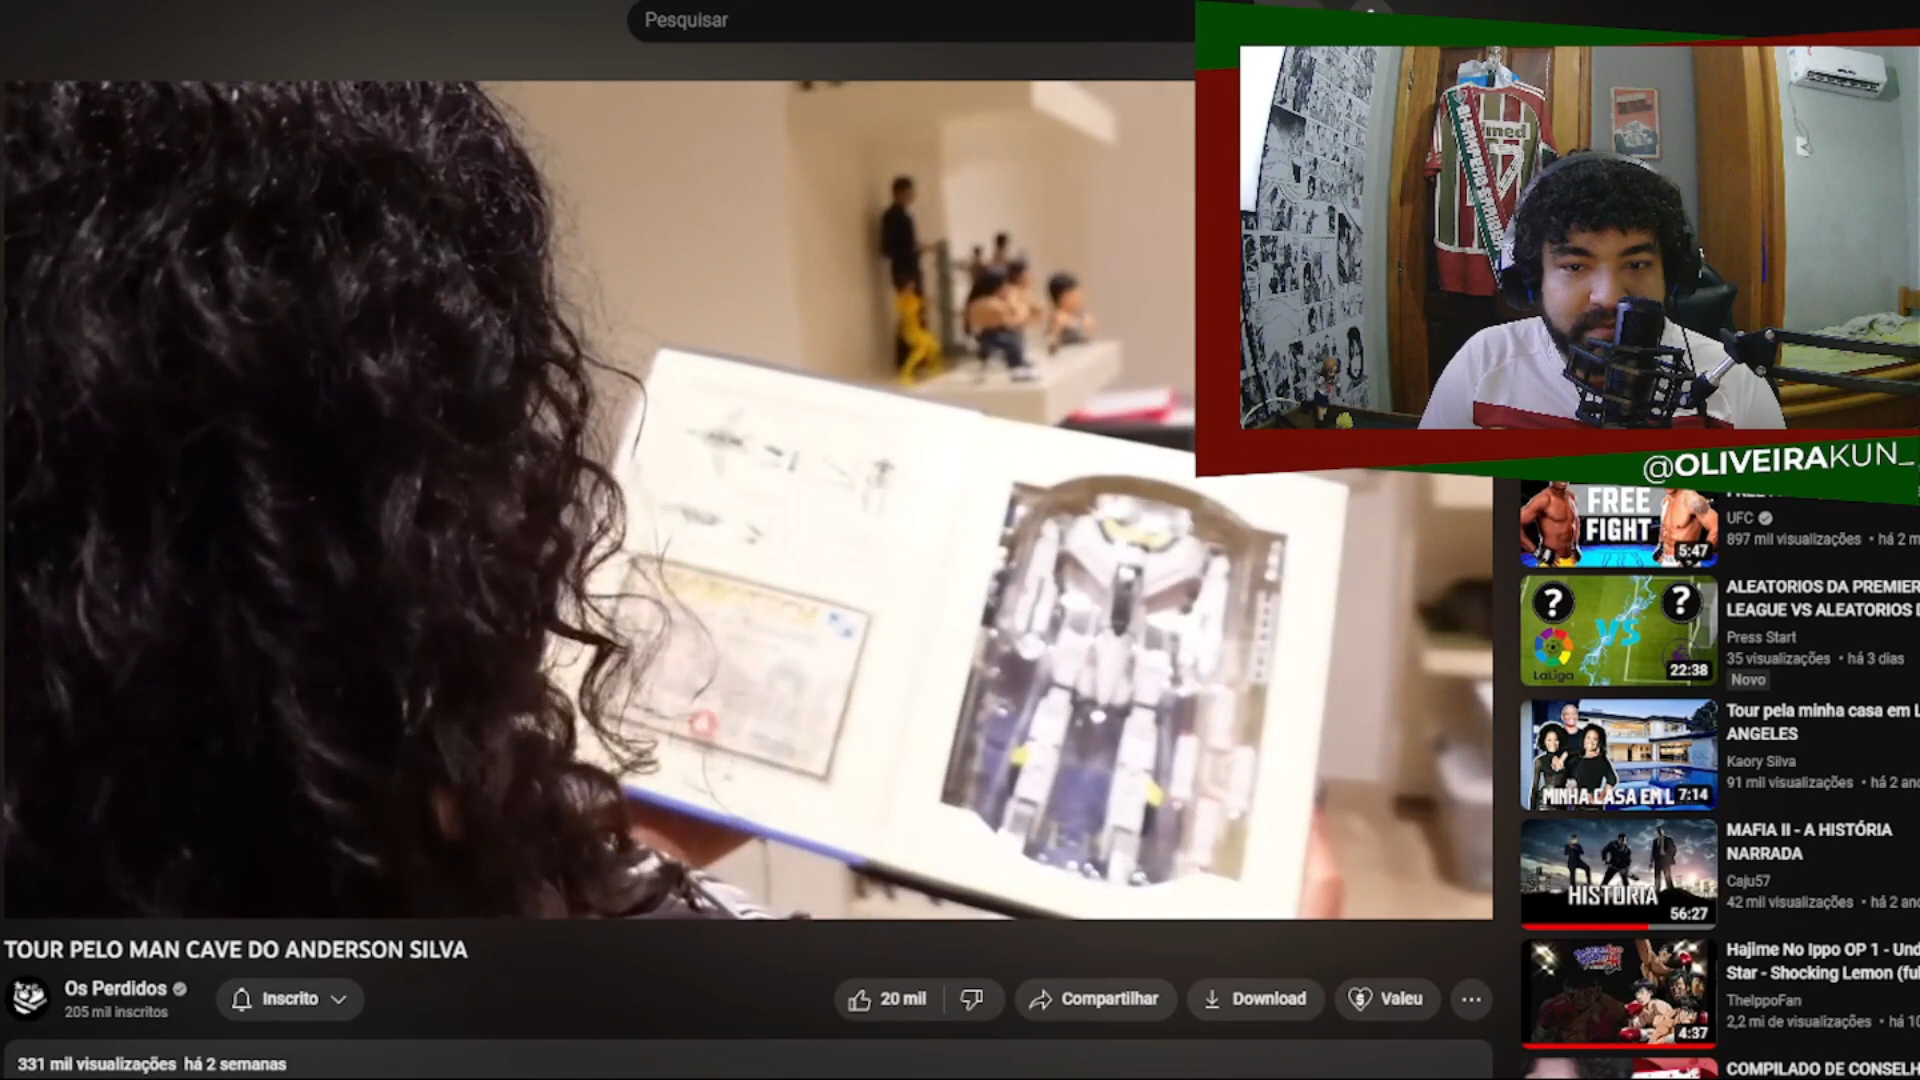 Pesquisar
imed
@OLIVEIRAKUN_
FREE
FIGHT
5:47
UFC
897 mil visualizações • há 2 m
?
?
VS
LaLiga
22:38
ALEATORIOS DA PREMIER
LEAGUE VS ALEATORIOS D
Press Start
35 visualizações • há 3 dias
Novo
MINHA CASA EM L
7:14
Tour pela minha casa em L
ANGELES
Kaory Silva
91 mil visualizações • há 2 ano
HISTÓRIA
56:27
MAFIA II - A HISTÓRIA
NARRADA
Caju57
42 mil visualizações • há 2 ano
4:37
Hajime No Ippo OP 1 - Und
Star - Shocking Lemon (ful
TheIppoFan
2,2 mi de visualizações • há 10
COMPILADO DE CONSELH
TOUR PELO MAN CAVE DO ANDERSON SILVA
Os Perdidos
205 mil inscritos
Inscrito
20 mil
Compartilhar
Download
Valeu
331 mil visualizações há 2 semanas